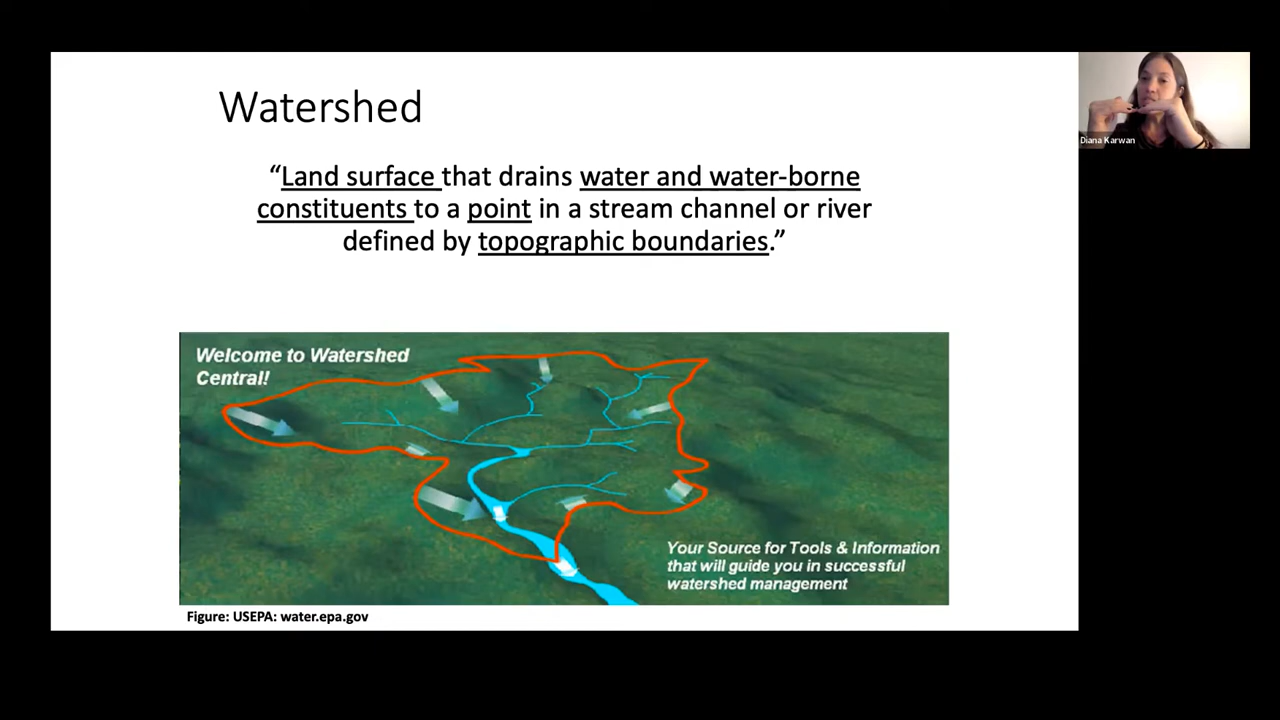 Watershed
“Land surface that drains water and water-borne
constituents to a point in a stream channel or river
defined by topographic boundaries.”
Welcome to Watershed
Central!
Your Source for Tools & Information
that will guide you in successful
watershed management
Figure: USEPA: water.epa.gov
Diana Karwan